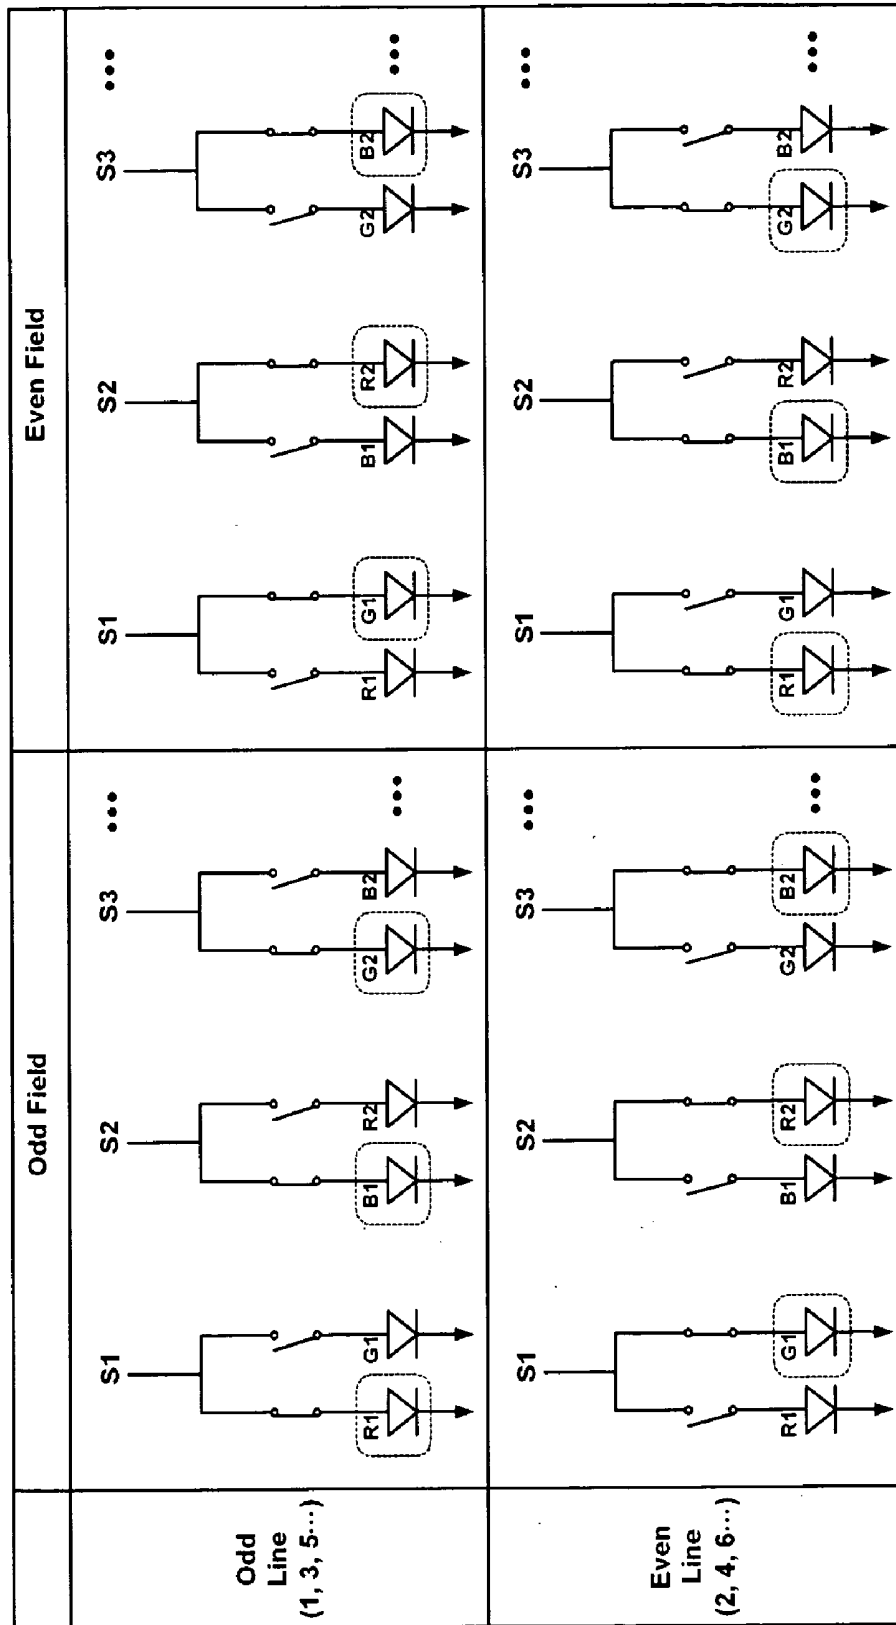 Odd Field
Even Field
Odd
Line
(1, 3, 5···)
S1
S2
S3
•••
R1
G1
B1
R2
G2
B2
•••
S1
S2
S3
•••
R1
G1
B1
R2
G2
B2
•••
Even
Line
(2, 4, 6···)
S1
S2
S3
•••
R1
G1
B1
R2
G2
B2
•••
S1
S2
S3
•••
R1
G1
B1
R2
G2
B2
•••